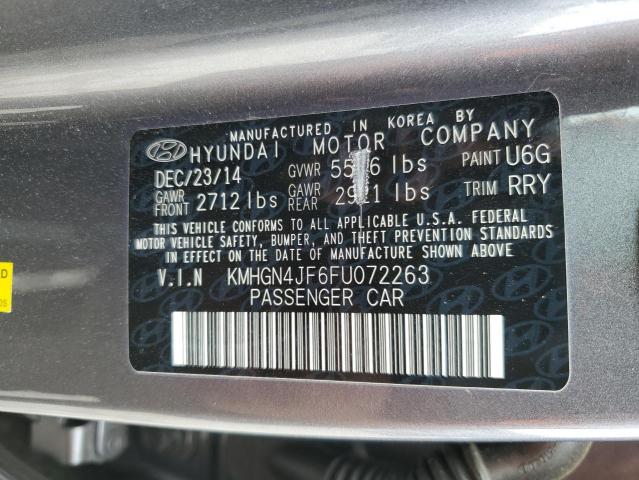 MANUFACTURED IN KOREA BY
HYUNDAI MOTOR COMPANY
DEC/23/14 GVWR lbs PAINT U6G
GAWR FRONT 2712 lbs GAWR REAR lbs TRIM RRY
THIS VEHICLE CONFORMS TO ALL APPLICABLE U.S.A. FEDERAL
MOTOR VEHICLE SAFETY, BUMPER, AND THEFT PREVENTION STANDARDS
IN EFFECT ON THE DATE OF MANUFACTURE SHOWN ABOVE.
V.I.N KMHGN4JF6FU072263
PASSENGER CAR